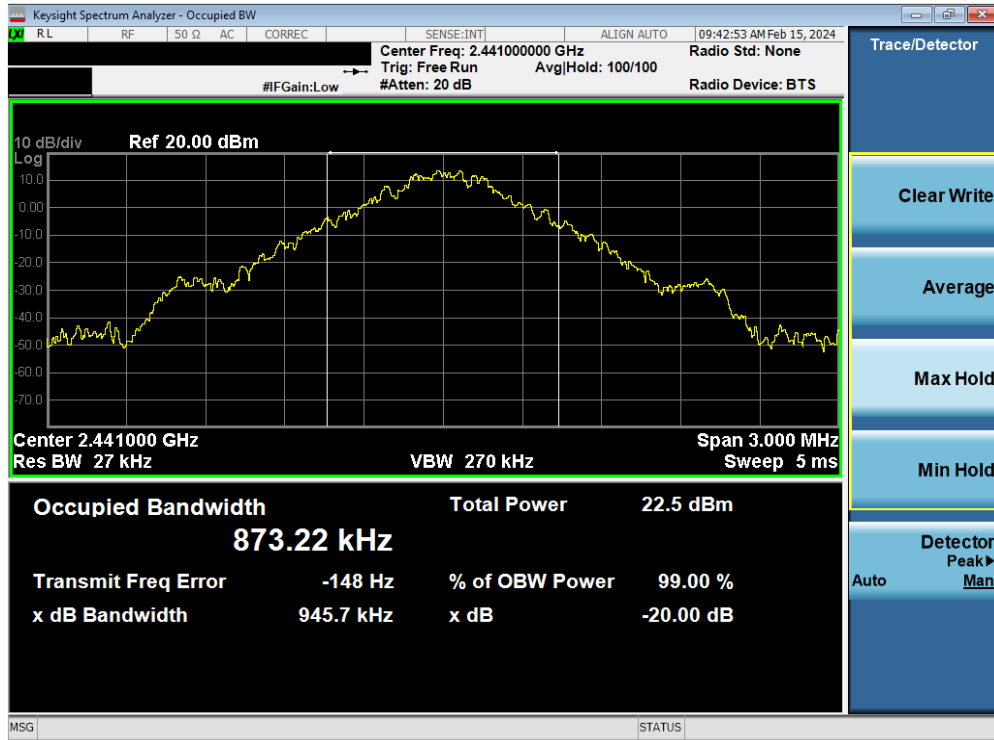 Keysight Spectrum Analyzer - Occupied BW
LXI RL RF 50 Ω AC CORREC SENSE:INT ALIGN AUTO 09:42:53 AM Feb 15, 2024
Center Freq: 2.441000000 GHz Radio Std: None
Trig: Free Run Avg|Hold: 100/100
#IFGain:Low #Atten: 20 dB Radio Device: BTS
Trace/Detector
10 dB/div Ref 20.00 dBm
Log
10.0
0.00
-10.0
-20.0
-30.0
-40.0
-50.0
-60.0
-70.0
Center 2.441000 GHz Span 3.000 MHz
Res BW 27 kHz VBW 270 kHz Sweep 5 ms
Occupied Bandwidth Total Power 22.5 dBm
873.22 kHz
Transmit Freq Error -148 Hz % of OBW Power 99.00 %
x dB Bandwidth 945.7 kHz x dB -20.00 dB
Clear Write
Average
Max Hold
Min Hold
Detector
Peak▶
Auto Man
MSG STATUS